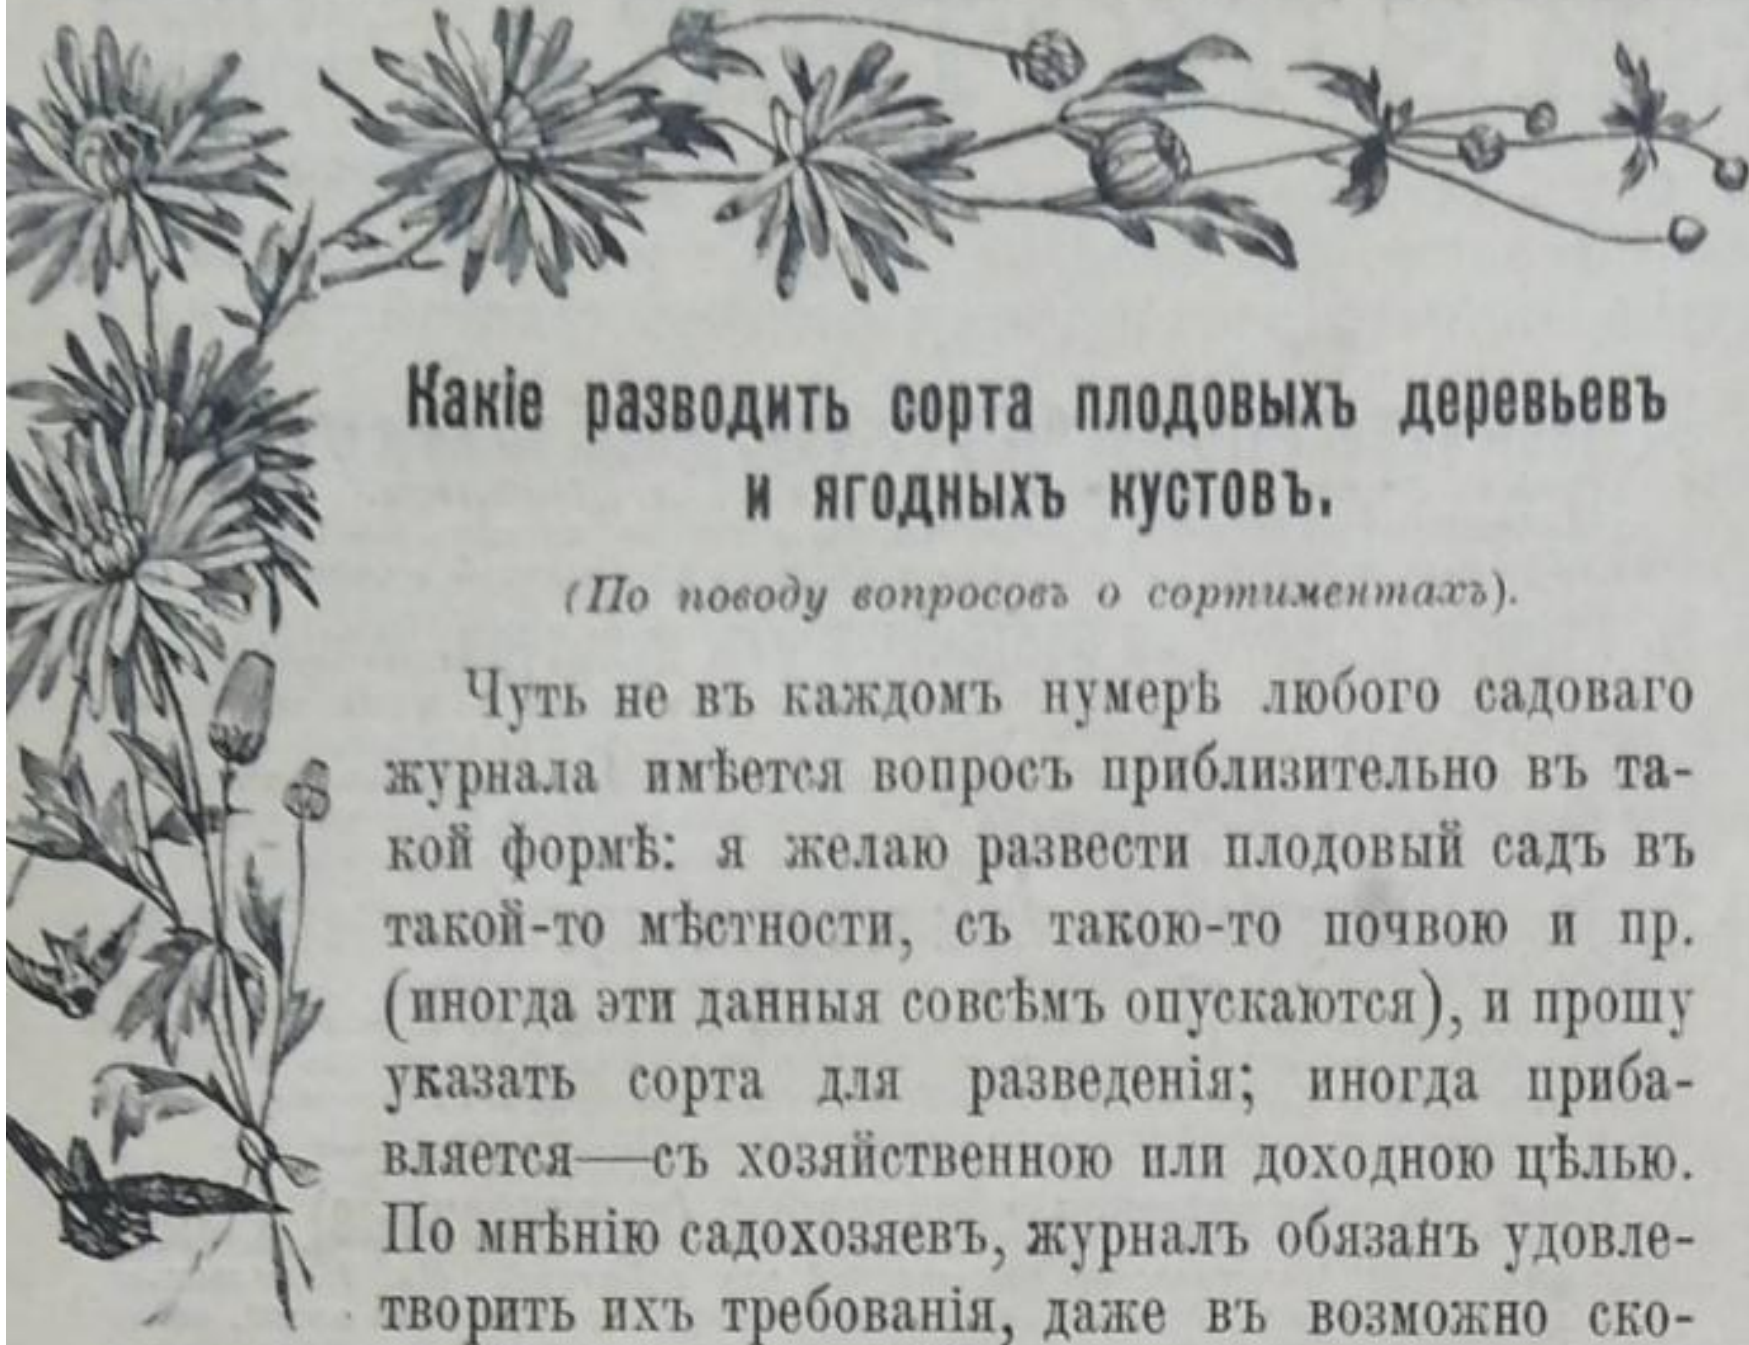 Какіе разводить сорта плодовыхъ деревьевъ
и ягодныхъ кустовъ.
(По поводу вопросовъ о сортиментахъ).
Чуть не въ каждомъ нумерѣ любого садоваго
журнала имѣется вопросъ приблизительно въ та-
кой формѣ: я желаю развести плодовый садъ въ
такой-то мѣстности, съ такою-то почвою и пр.
(иногда эти данныя совсѣмъ опускаются), и прошу
указать сорта для разведенія; иногда приба-
вляется—съ хозяйственною или доходною цѣлью.
По мнѣнію садохозяевъ, журналъ обязанъ удовле-
творить ихъ требованія, даже въ возможно ско-